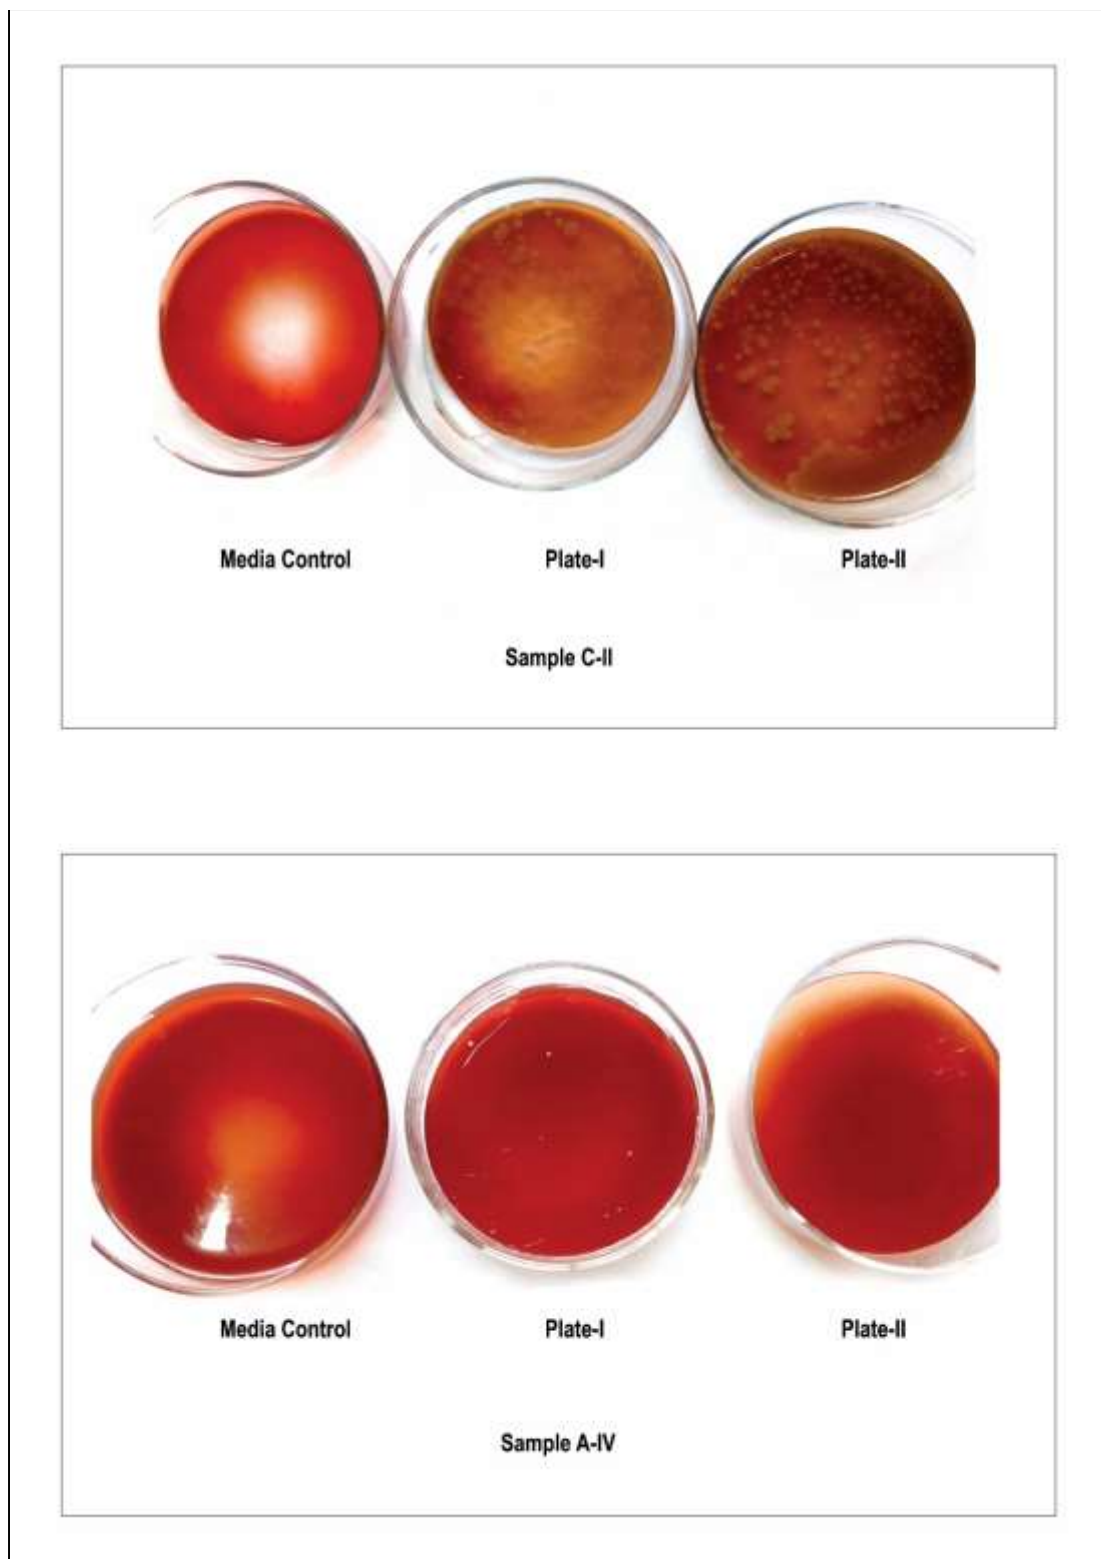 Media Control
Plate-I
Plate-II
Sample C-II
Media Control
Plate-I
Plate-II
Sample A-IV